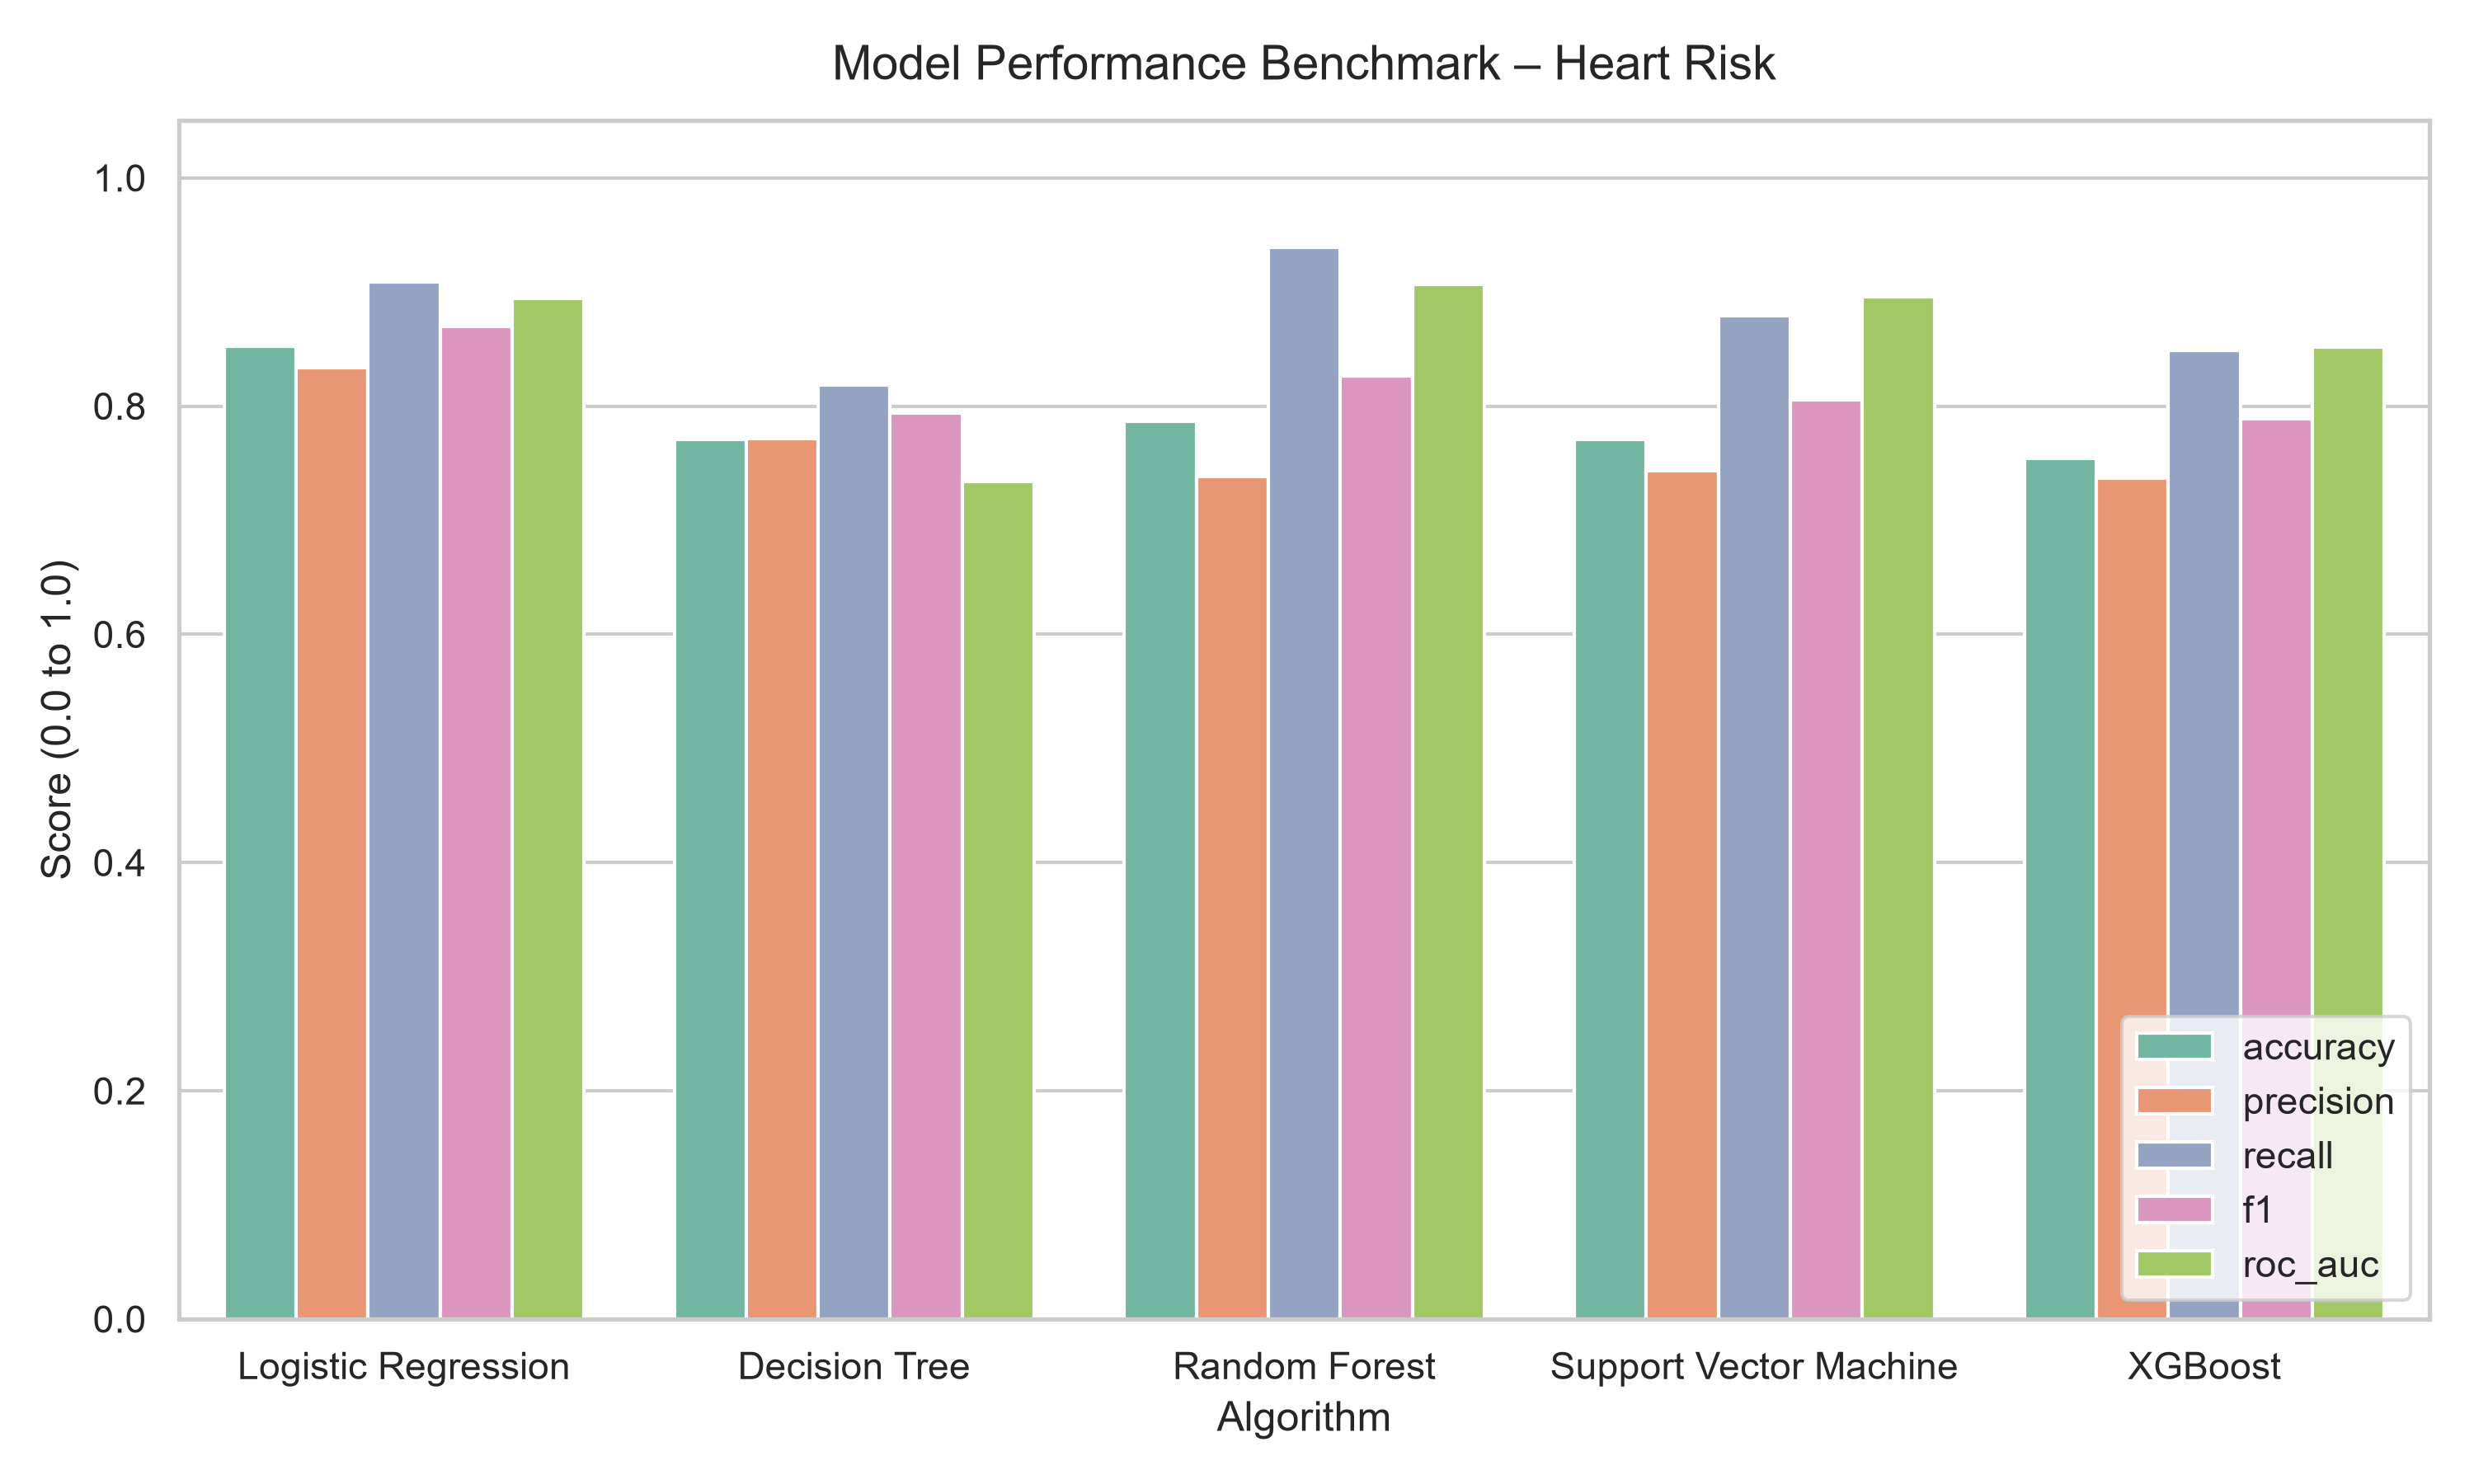 Model Performance Benchmark – Heart Risk
Score (0.0 to 1.0)
1.0
0.8
0.6
0.4
0.2
0.0
accuracy
precision
recall
f1
roc_auc
Logistic Regression
Decision Tree
Random Forest
Support Vector Machine
XGBoost
Algorithm